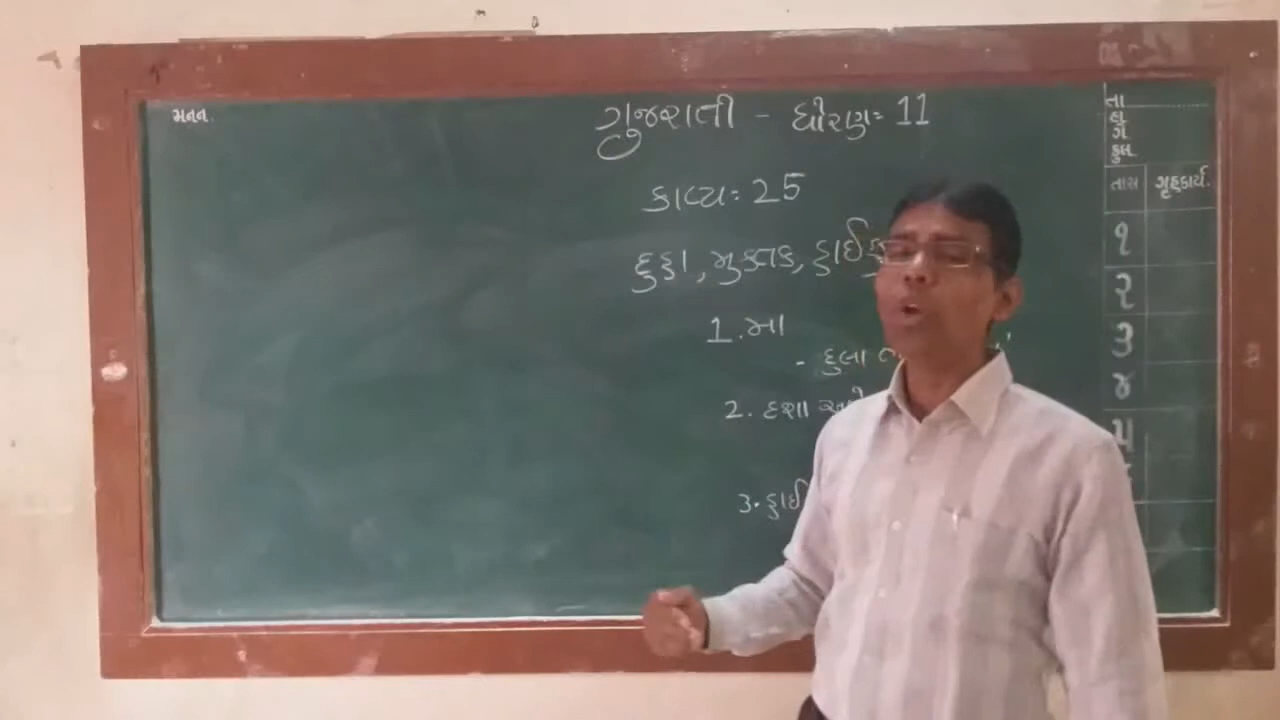 મનન.
ગુજરાતી - ધોરણ= 11
કાવ્ય: 25
દુહા, મુક્તક, હાઈકુ
1. મા
- દુલા
2. દશા
3.
તા
હા
ગે
કુલ
તાસ ગૃહકાર્ય.
૧
૨
૩
૪
૫